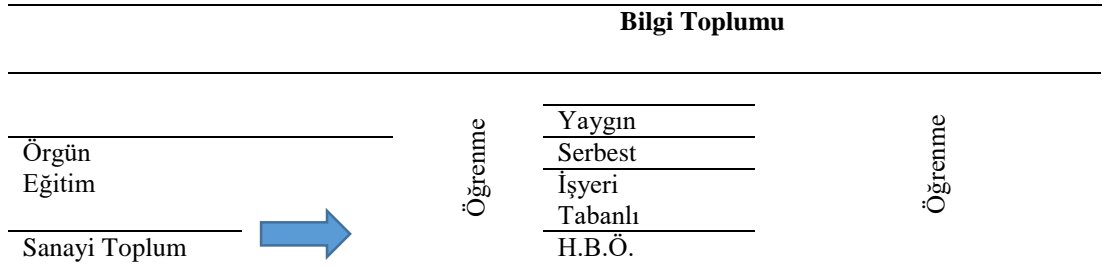 Bilgi Toplumu
Örgün
Eğitim
Sanayi Toplum
Öğrenme
Yaygın
Serbest
İşyeri
Tabanlı
H.B.Ö.
Öğrenme